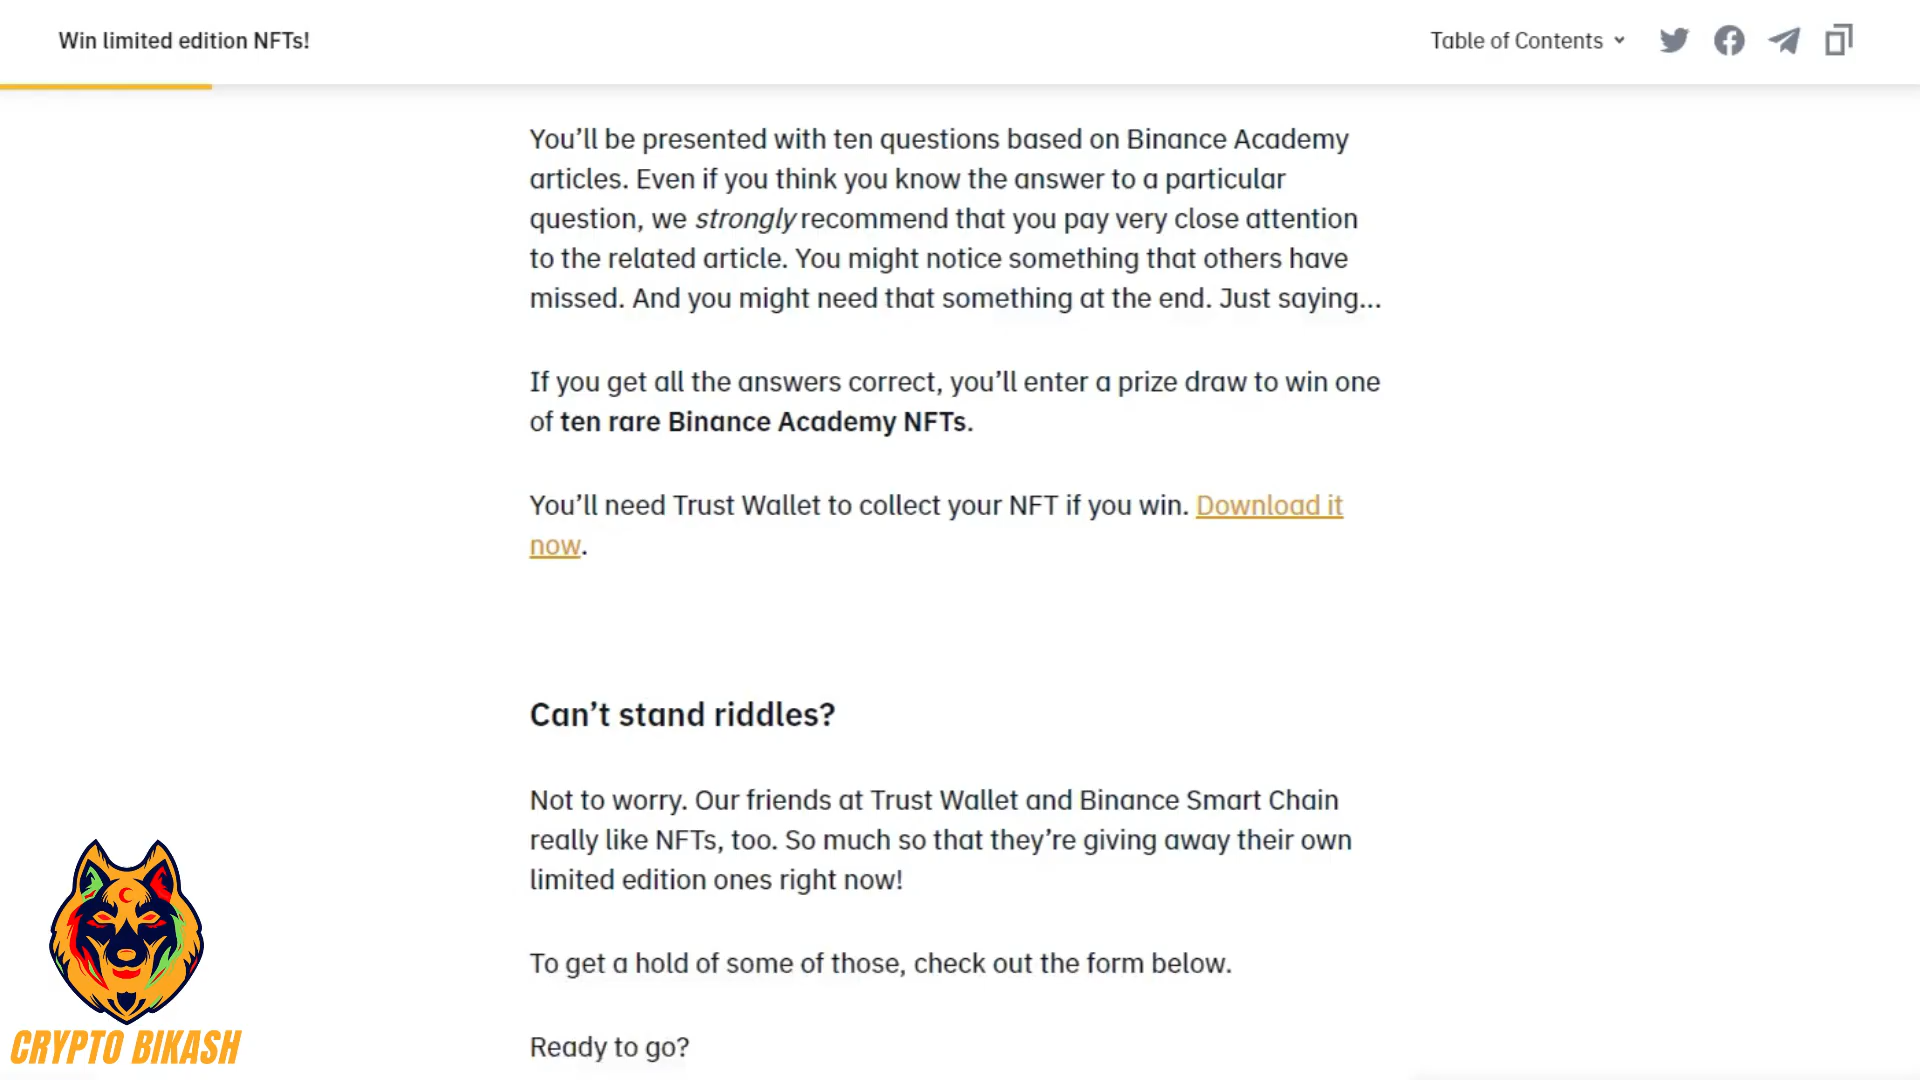 Win limited edition NFTs!
Table of Contents
You’ll be presented with ten questions based on Binance Academy
articles. Even if you think you know the answer to a particular
question, we strongly recommend that you pay very close attention
to the related article. You might notice something that others have
missed. And you might need that something at the end. Just saying...
If you get all the answers correct, you’ll enter a prize draw to win one
of ten rare Binance Academy NFTs.
You’ll need Trust Wallet to collect your NFT if you win. Download it
now.
Can’t stand riddles?
Not to worry. Our friends at Trust Wallet and Binance Smart Chain
really like NFTs, too. So much so that they’re giving away their own
limited edition ones right now!
To get a hold of some of those, check out the form below.
Ready to go?
CRYPTO BIKASH